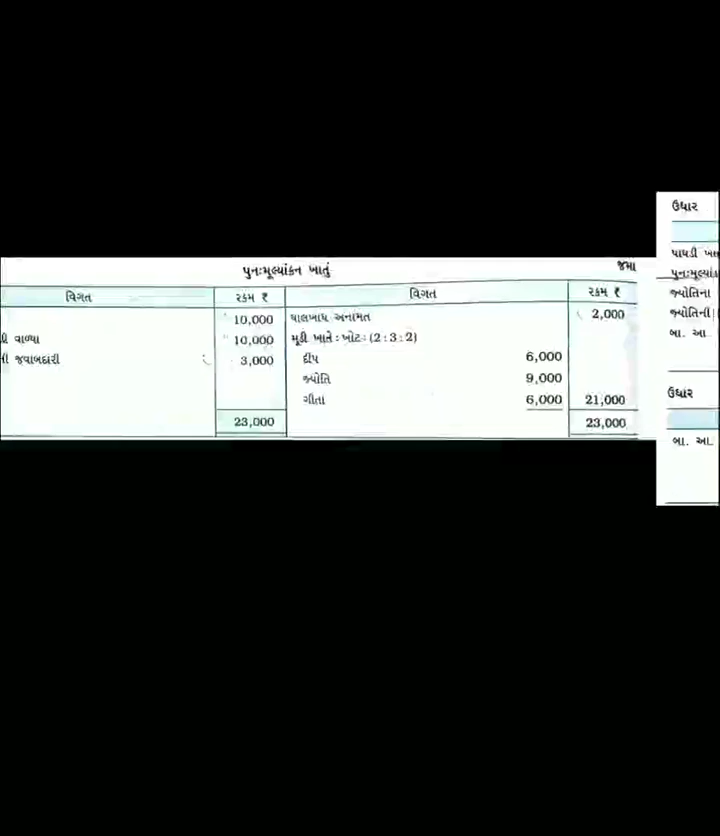 પુનઃમૂલ્યાંકન ખાતું જમા
વિગત રકમ ₹ વિગત રકમ ₹
10,000 ઘાલખાધ અનામત 2,000
વાળ્યા 10,000 મૂડી ખાતે : ખોટ: (2 : 3 : 2)
જવાબદારી 3,000 દીપ 6,000
જ્યોતિ 9,000
ગીતા 6,000 21,000
23,000 23,000
ઉધાર
પાઘડી
પુનઃમૂલ્યાંક
જ્યોતિના
જ્યોતિની
બા. આ
ઉધાર
બા. આ.